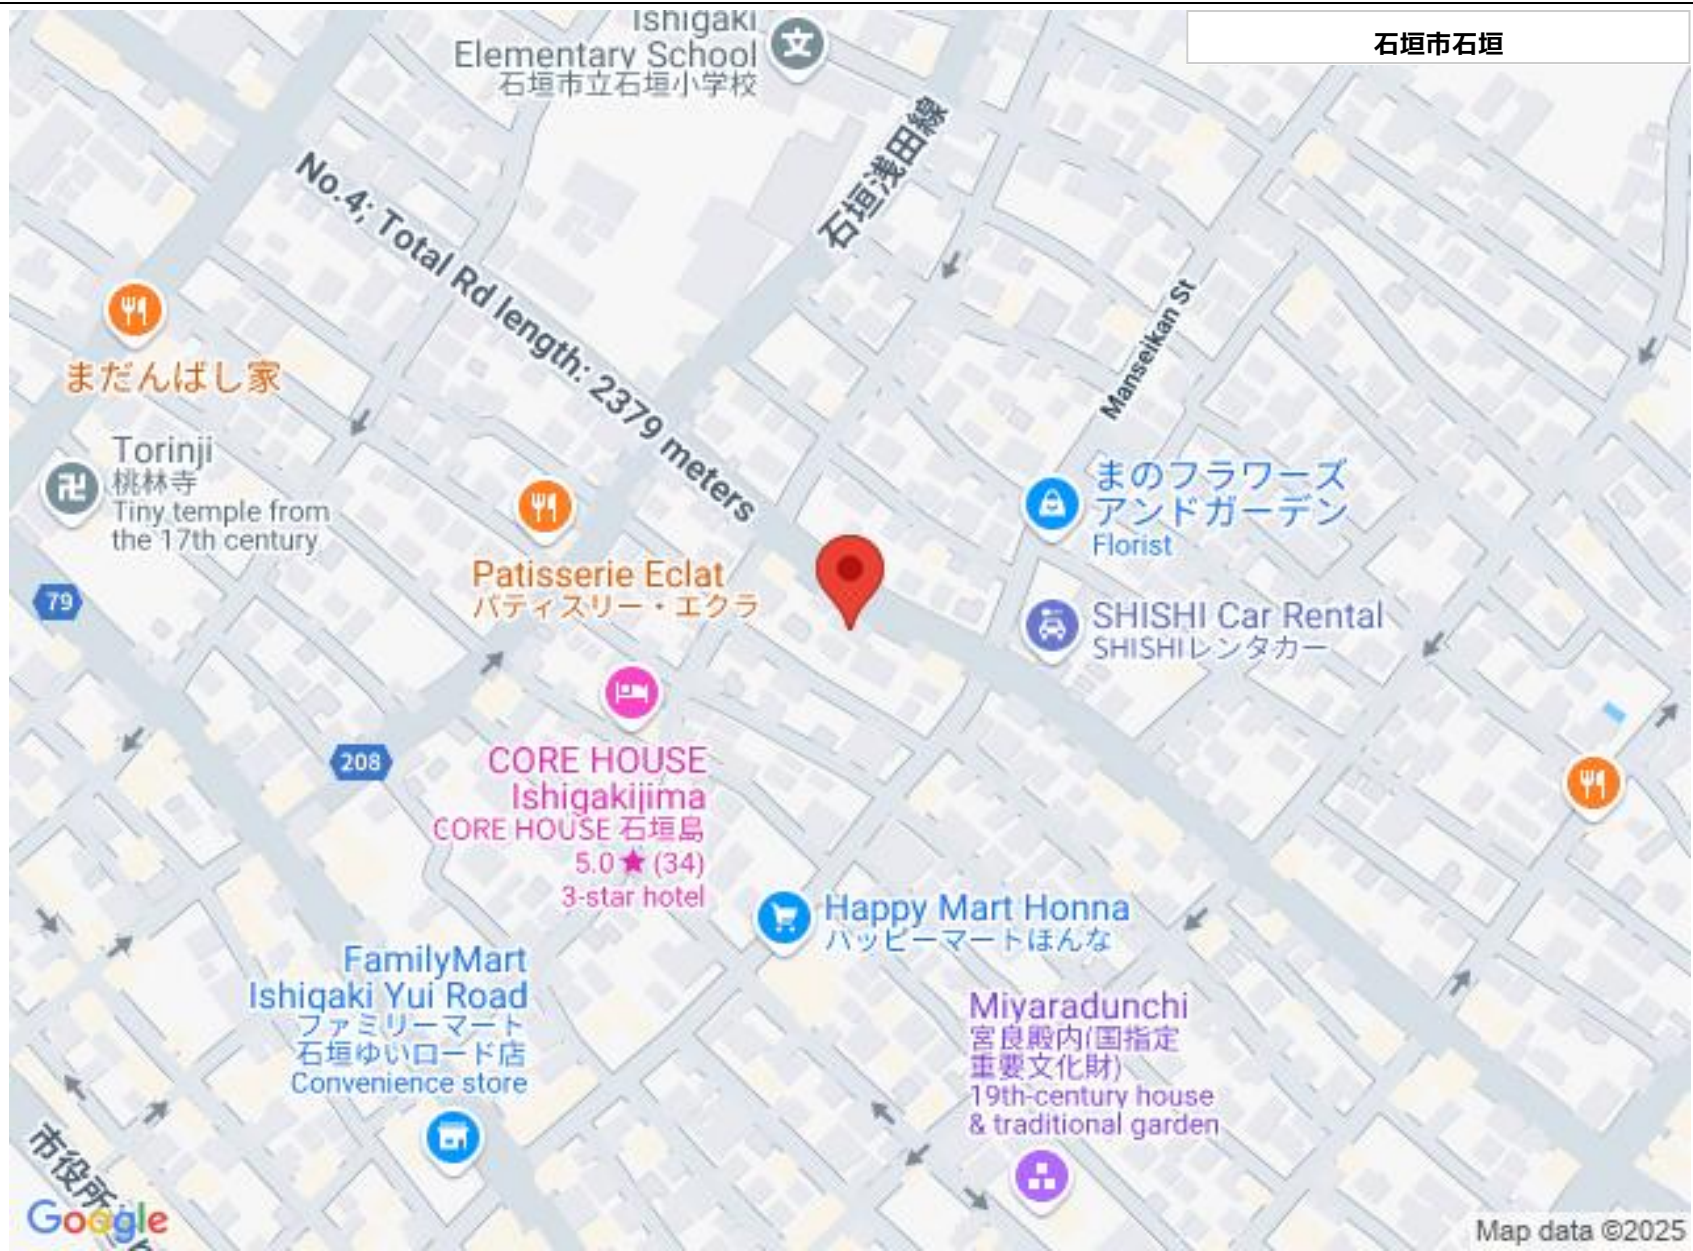 石垣市石垣
Ishigaki
Elementary School
石垣市立石垣小学校
文
石垣浅田線
No.4; Total Rd length: 2379 meters
Manseikan St
まだんばし家
Torinji
桃林寺
Tiny temple from
the 17th century
卍
79
Patisserie Eclat
パティスリー・エクラ
まのフラワーズ
アンドガーデン
Florist
SHISHI Car Rental
SHISHIレンタカー
208
CORE HOUSE
Ishigakijima
CORE HOUSE 石垣島
5.0★ (34)
3-star hotel
Happy Mart Honna
ハッピーマートほんな
FamilyMart
Ishigaki Yui Road
ファミリーマート
石垣ゆいロード店
Convenience store
Miyaradunchi
宮良殿内(国指定
重要文化財)
19th-century house
& traditional garden
市役所
Google
Map data ©2025